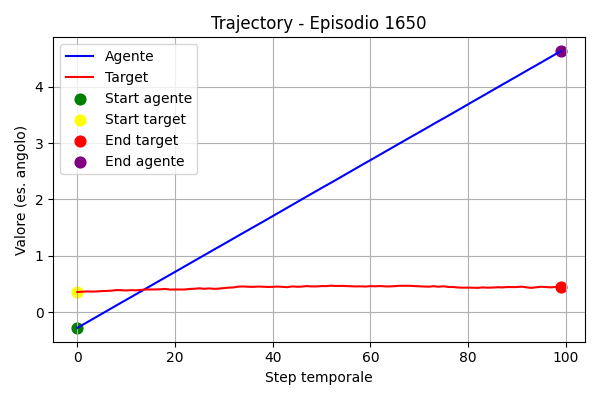 Trajectory - Episodio 1650
Agente
Target
Start agente
Start target
End target
End agente
Valore (es. angolo)
4
3
2
1
0
0 20 40 60 80 100
Step temporale